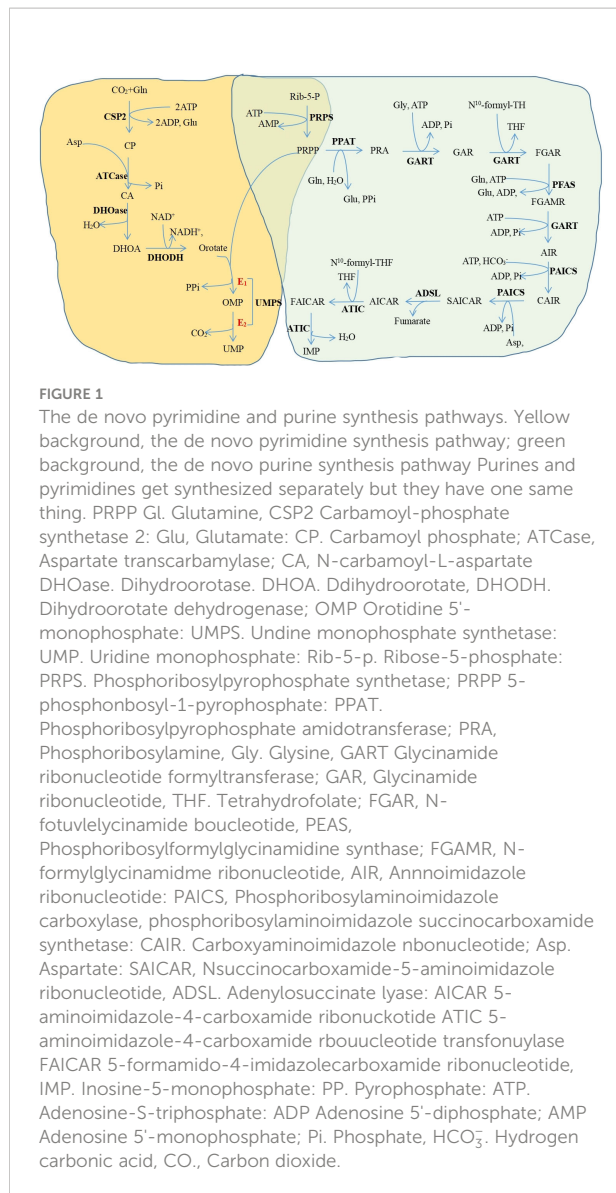 CO₂+Gln
CSP2
2ATP
2ADP, Glu
Asp
CP
ATCase
Pi
CA
DHOase
NAD⁺
H₂O
NADH⁺,
DHOA
DHODH
Orotate
PPi
E₁
OMP
UMPS
CO₂
E₂
UMP
Rib-5-P
ATP
PRPS
AMP
PRPP
PPAT
Gln, H₂O
Glu, PPi
PRA
Gly, ATP
ADP, Pi
GART
GAR
N¹⁰-formyl-TH
THF
GART
FGAR
Gln, ATP
Glu, ADP,
PFAS
FGAMR
ATP
ADP, Pi
GART
AIR
ATP, HCO₃
ADP, Pi
PAICS
CAIR
PAICS
ADP, Pi
Asp,
SAICAR
ADSL
Fumarate
AICAR
N¹⁰-formyl-THF
THF
ATIC
FAICAR
ATIC
H₂O
IMP
FIGURE 1
The de novo pyrimidine and purine synthesis pathways. Yellow
background, the de novo pyrimidine synthesis pathway; green
background, the de novo purine synthesis pathway Purines and
pyrimidines get synthesized separately but they have one same
thing. PRPP Gl. Glutamine, CSP2 Carbamoyl-phosphate
synthetase 2: Glu, Glutamate: CP. Carbamoyl phosphate; ATCase,
Aspartate transcarbamylase; CA, N-carbamoyl-L-aspartate
DHOase. Dihydroorotase. DHOA. Ddihydroorotate, DHODH.
Dihydroorotate dehydrogenase; OMP Orotidine 5'-
monophosphate: UMPS. Undine monophosphate synthetase:
UMP. Uridine monophosphate: Rib-5-p. Ribose-5-phosphate:
PRPS. Phosphoribosylpyrophosphate synthetase; PRPP 5-
phosphonbosyl-1-pyrophosphate: PPAT.
Phosphoribosylpyrophosphate amidotransferase; PRA,
Phosphoribosylamine, Gly. Glysine, GART Glycinamide
ribonucleotide formyltransferase; GAR, Glycinamide
ribonucleotide, THF. Tetrahydrofolate; FGAR, N-
fotuvlelycinamide boucleotide, PEAS,
Phosphoribosylformylglycinamidine synthase; FGAMR, N-
formylglycinamidme ribonucleotide, AIR, Annnoimidazole
ribonucleotide: PAICS, Phosphoribosylaminoimidazole
carboxylase, phosphoribosylaminoimidazole succinocarboxamide
synthetase: CAIR. Carboxyaminoimidazole nbonucleotide; Asp.
Aspartate: SAICAR, Nsuccinocarboxamide-5-aminoimidazole
ribonucleotide, ADSL. Adenylosuccinate lyase: AICAR 5-
aminoimidazole-4-carboxamide ribonuckotide ATIC 5-
aminoimidazole-4-carboxamide rbouucleotide transfonuylase
FAICAR 5-formamido-4-imidazolecarboxamide ribonucleotide,
IMP. Inosine-5-monophosphate: PP. Pyrophosphate: ATP.
Adenosine-S-triphosphate: ADP Adenosine 5'-diphosphate; AMP
Adenosine 5'-monophosphate; Pi. Phosphate, HCO₃⁻. Hydrogen
carbonic acid, CO., Carbon dioxide.